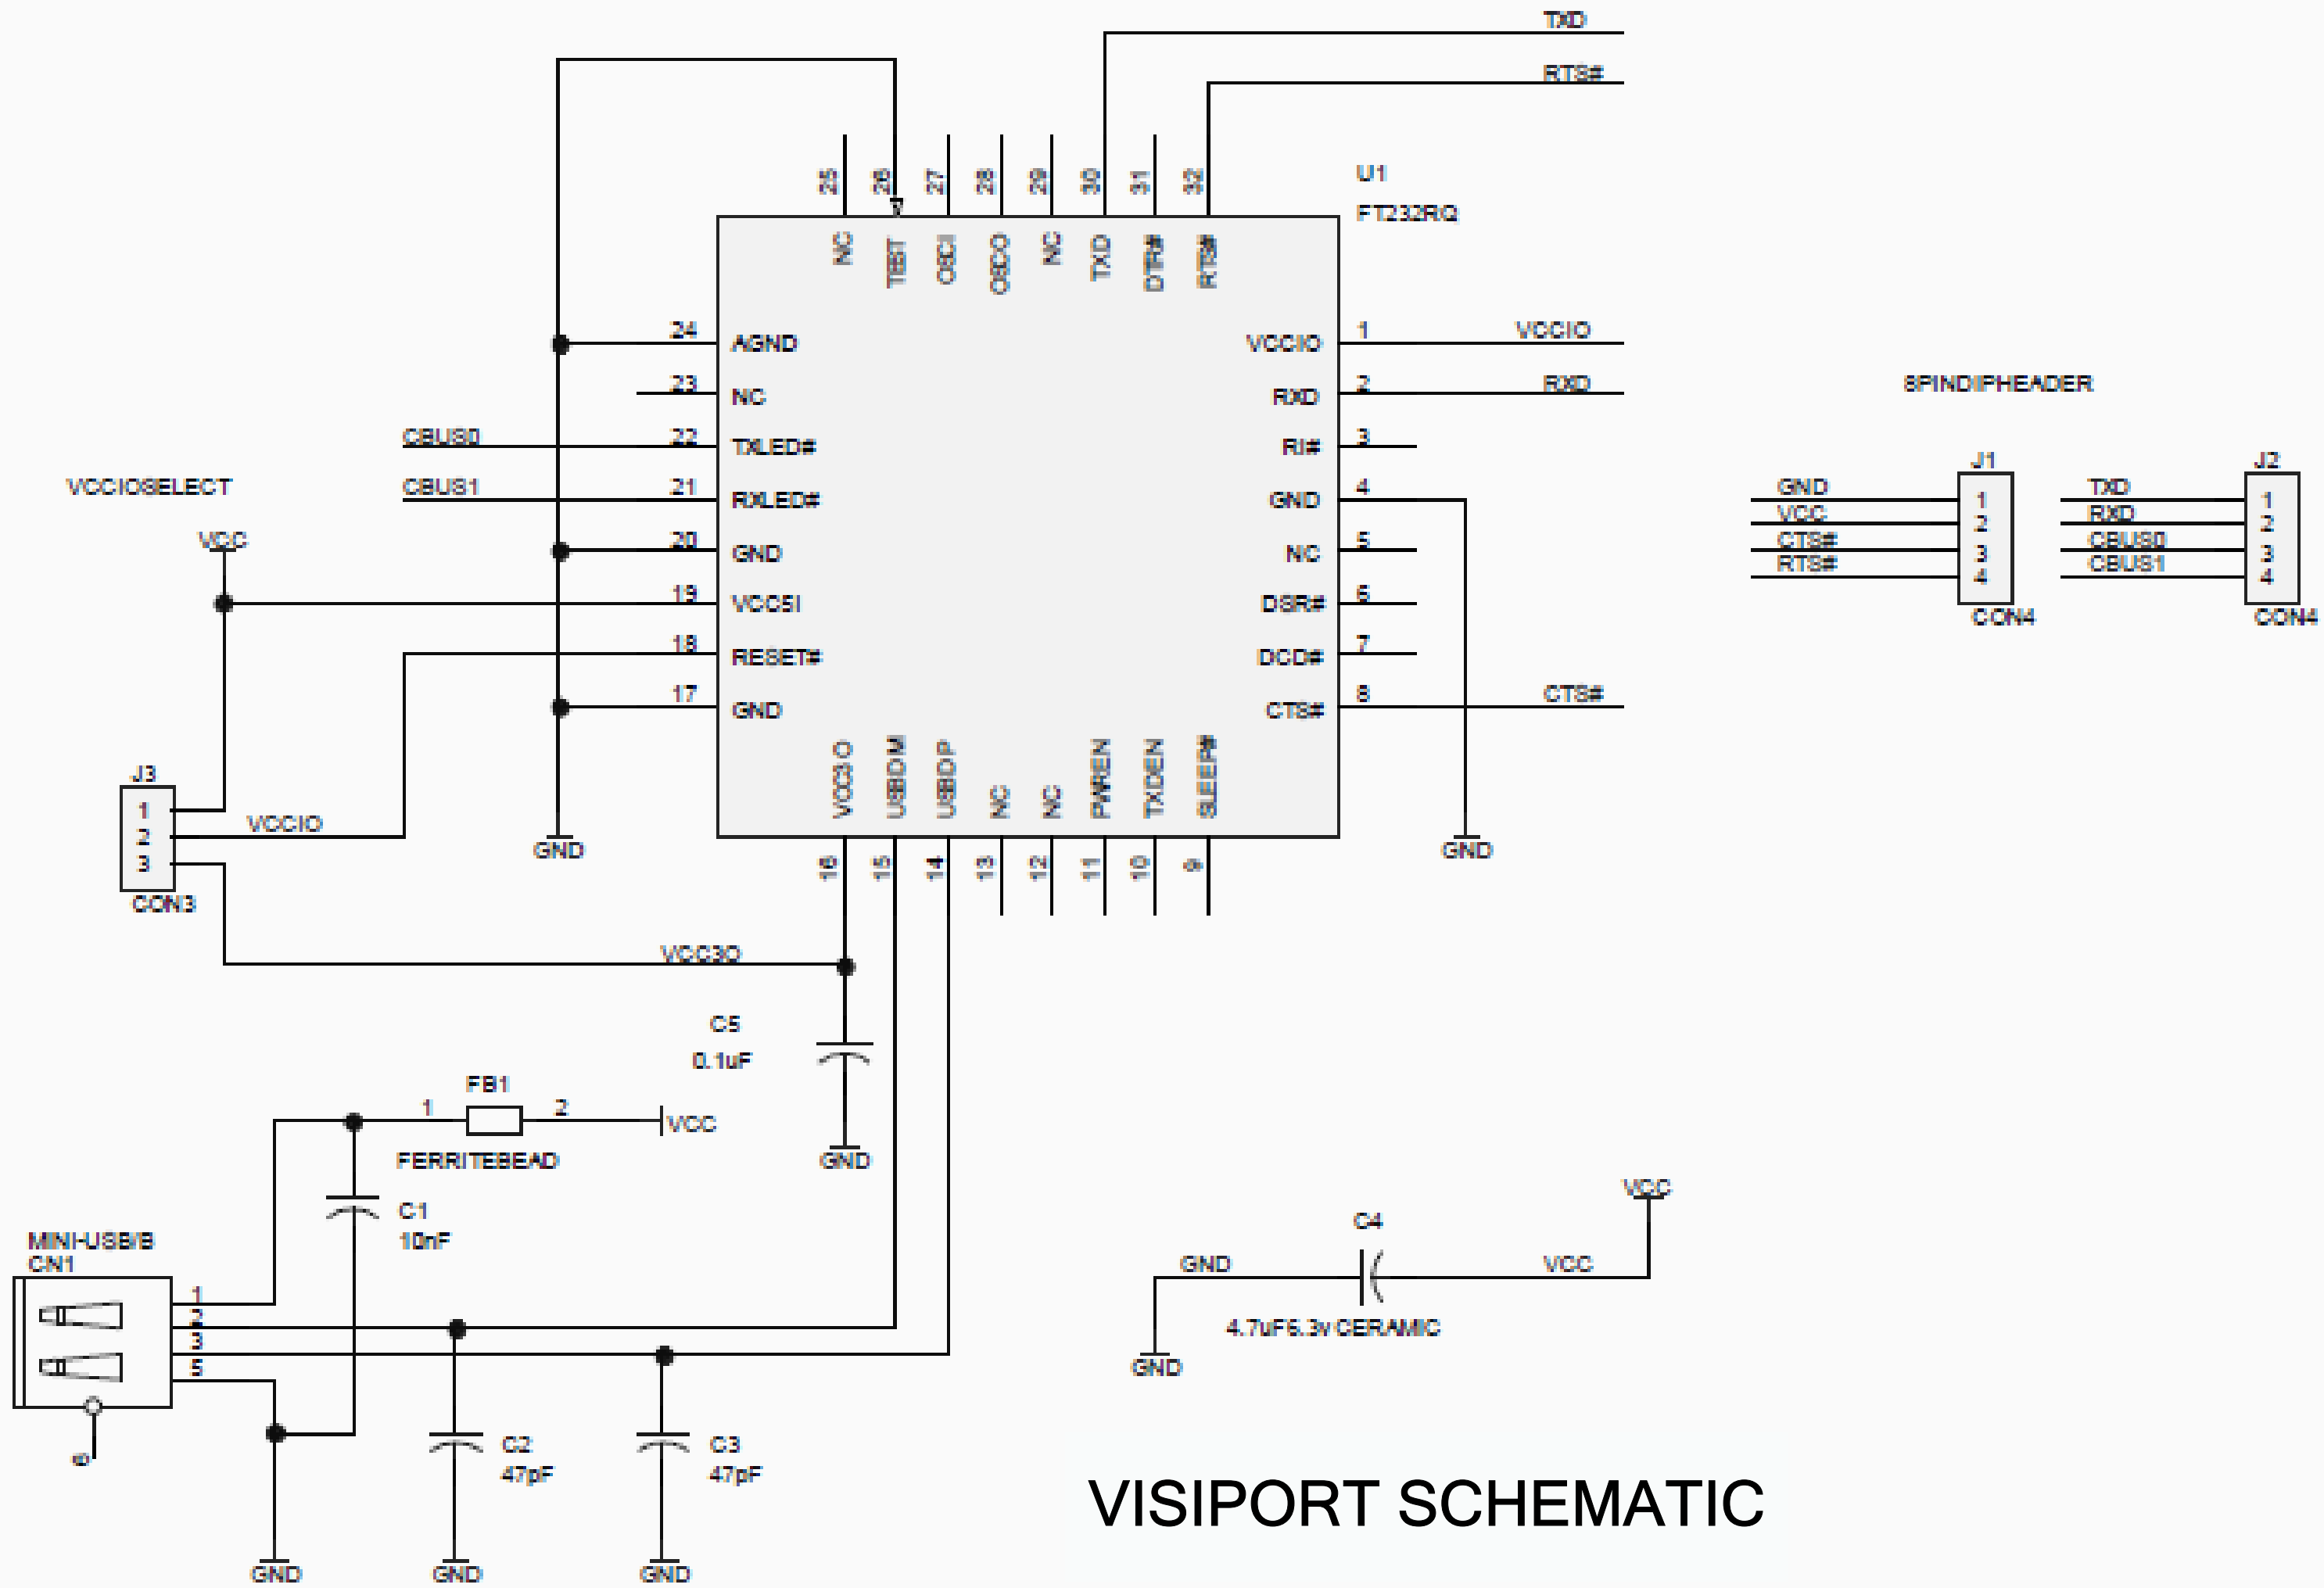 TXD
RTS#
25
26
27
28
29
30
31
32
U1
FT232RQ
NC
TEST
OSCI
OSCO
NC
TXD
DTR#
RTS#
24 AGND
23 NC
CBUS0 22 TXLED#
CBUS1 21 RXLED#
20 GND
19 VCC5I
18 RESET#
17 GND
VCCIO 1 VCCIO
RXD 2 RXD
RI# 3
GND 4
NC 5
DSR# 6
DCD# 7
CTS# 8 CTS#
VCC3O
USBDM
USBDP
NC
NC
PWREN
TXDEN
SLEEP#
16
15
14
13
12
11
10
9
GND
GND
VCCIOSELECT
VCC
J3
1
2
3
VCCIO
CON3
VCC3O
8PINDIPHEADER
J1
GND 1
VCC 2
CTS# 3
RTS# 4
CON4
J2
TXD 1
RXD 2
CBUS0 3
CBUS1 4
CON4
C5
0.1uF
GND
FB1
1 2 VCC
FERRITEBEAD
C1
10nF
MINI-USB/B
CN1
1
2
3
5
6
C2
47pF
C3
47pF
GND
GND
GND
VCC
C4
GND VCC
4.7uF6.3v CERAMIC
GND
VISIPORT SCHEMATIC